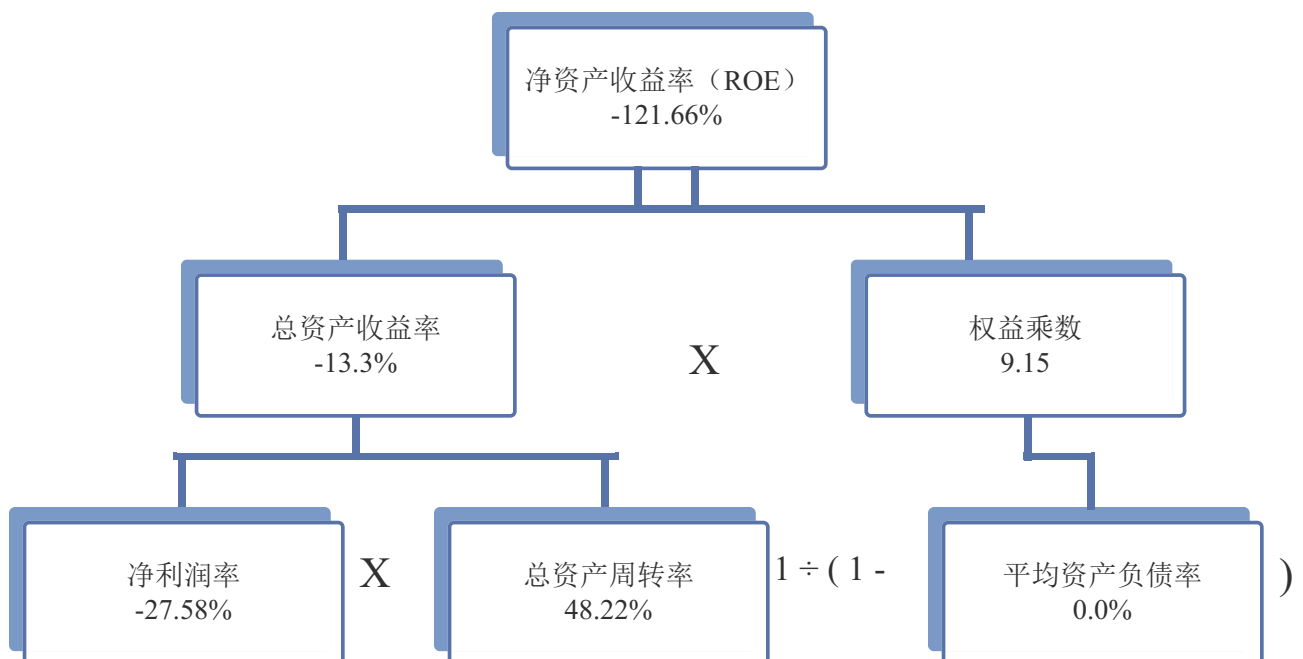 净资产收益率（ROE）
-121.66%
总资产收益率
-13.3%
X
权益乘数
9.15
净利润率
-27.58%
X
总资产周转率
48.22%
1 ÷ ( 1 -
平均资产负债率
0.0%
)